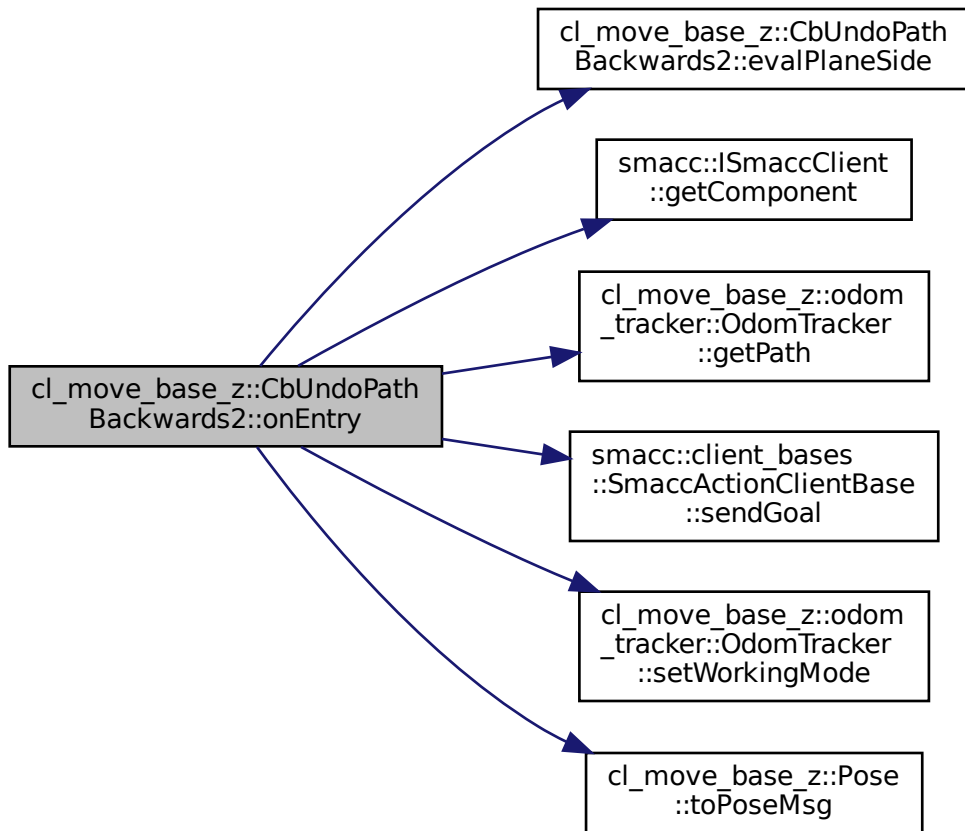 cl_move_base_z::CbUndoPath
Backwards2::evalPlaneSide
smacc::ISmaccClient
::getComponent
cl_move_base_z::odom
_tracker::OdomTracker
::getPath
cl_move_base_z::CbUndoPath
Backwards2::onEntry
smacc::client_bases
::SmaccActionClientBase
::sendGoal
cl_move_base_z::odom
_tracker::OdomTracker
::setWorkingMode
cl_move_base_z::Pose
::toPoseMsg